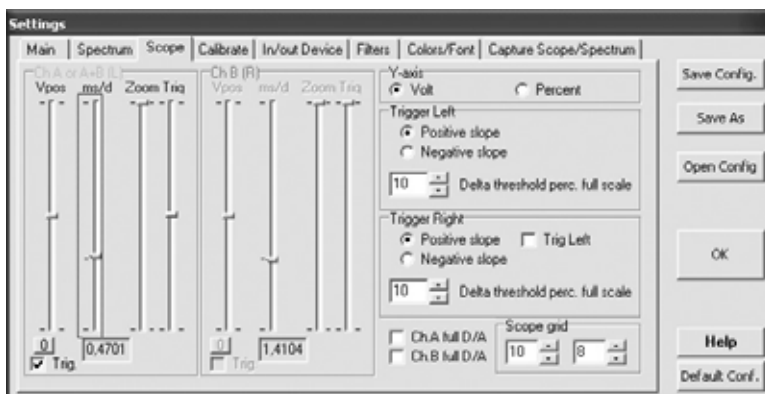 Settings
Main Spectrum Scope Calibrate In/out Device Filters Colors/Font Capture Scope/Spectrum
Ch A or A+B (L)
Vpos ms/d Zoom Trig
0
0,4701
Trig
Ch B (R)
Vpos ms/d Zoom Trig
0
1,4104
Trig
Y-axis
Volt Percent
Trigger Left
Positive slope
Negative slope
10 Delta threshold perc. full scale
Trigger Right
Positive slope Trig Left
Negative slope
10 Delta threshold perc. full scale
Ch.A full D/A
Ch.B full D/A
Scope grid
10 8
Save Config.
Save As
Open Config
OK
Help
Default Conf.